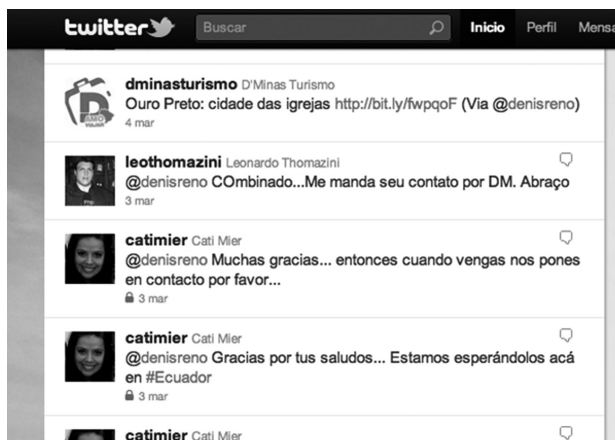 twitter Buscar Inicio Perfil Mensa
dminasturismo D'Minas Turismo
Ouro Preto: cidade das igrejas http://bit.ly/fwpqoF (Via @denisreno)
4 mar
D
AMO
VIAJAR
leothomazini Leonardo Thomazini
@denisreno COmbinado...Me manda seu contato por DM. Abraço
3 mar
catimier Cati Mier
@denisreno Muchas gracias... entonces cuando vengas nos pones
en contacto por favor...
3 mar
catimier Cati Mier
@denisreno Gracias por tus saludos... Estamos esperándolos acá
en #Ecuador
3 mar
catimier Cati Mier